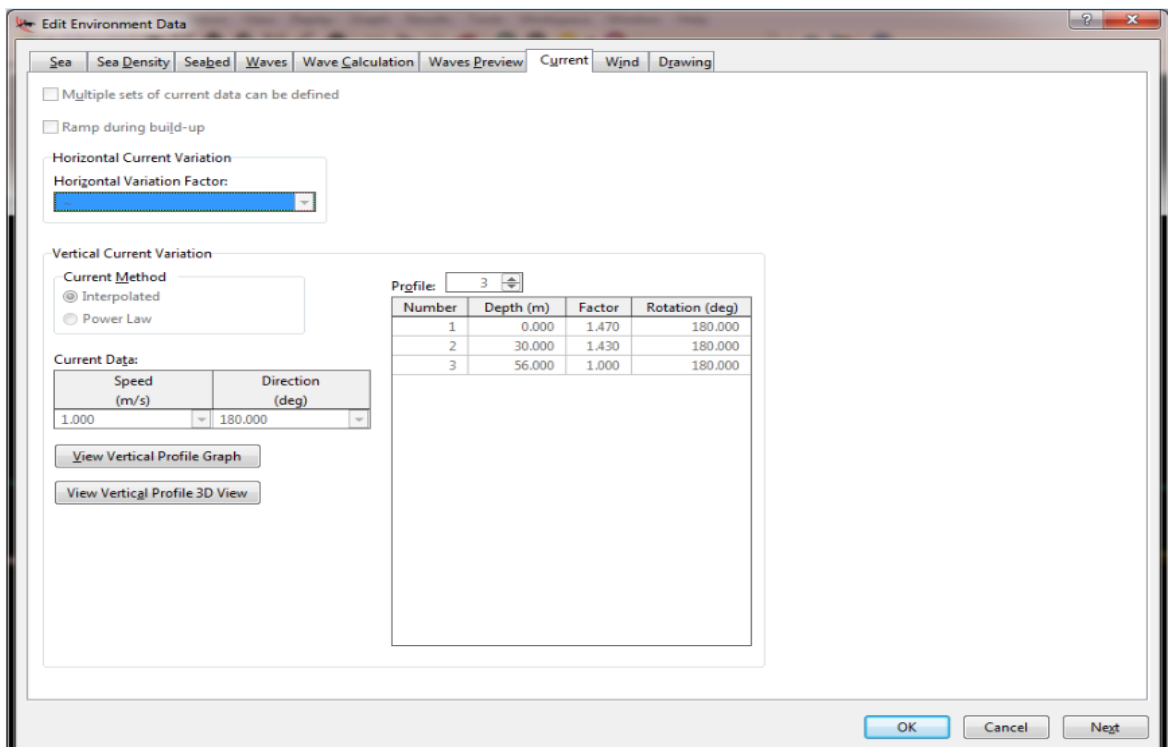 Edit Environment Data
Sea Sea Density Seabed Waves Wave Calculation Waves Preview Current Wind Drawing
Multiple sets of current data can be defined
Ramp during build-up
Horizontal Current Variation
Horizontal Variation Factor:
Vertical Current Variation
Current Method
Interpolated
Power Law
Current Data:
Speed Direction
(m/s) (deg)
1.000 180.000
View Vertical Profile Graph
View Vertical Profile 3D View
Profile: 3
Number Depth (m) Factor Rotation (deg)
1 0.000 1.470 180.000
2 30.000 1.430 180.000
3 56.000 1.000 180.000
OK Cancel Next